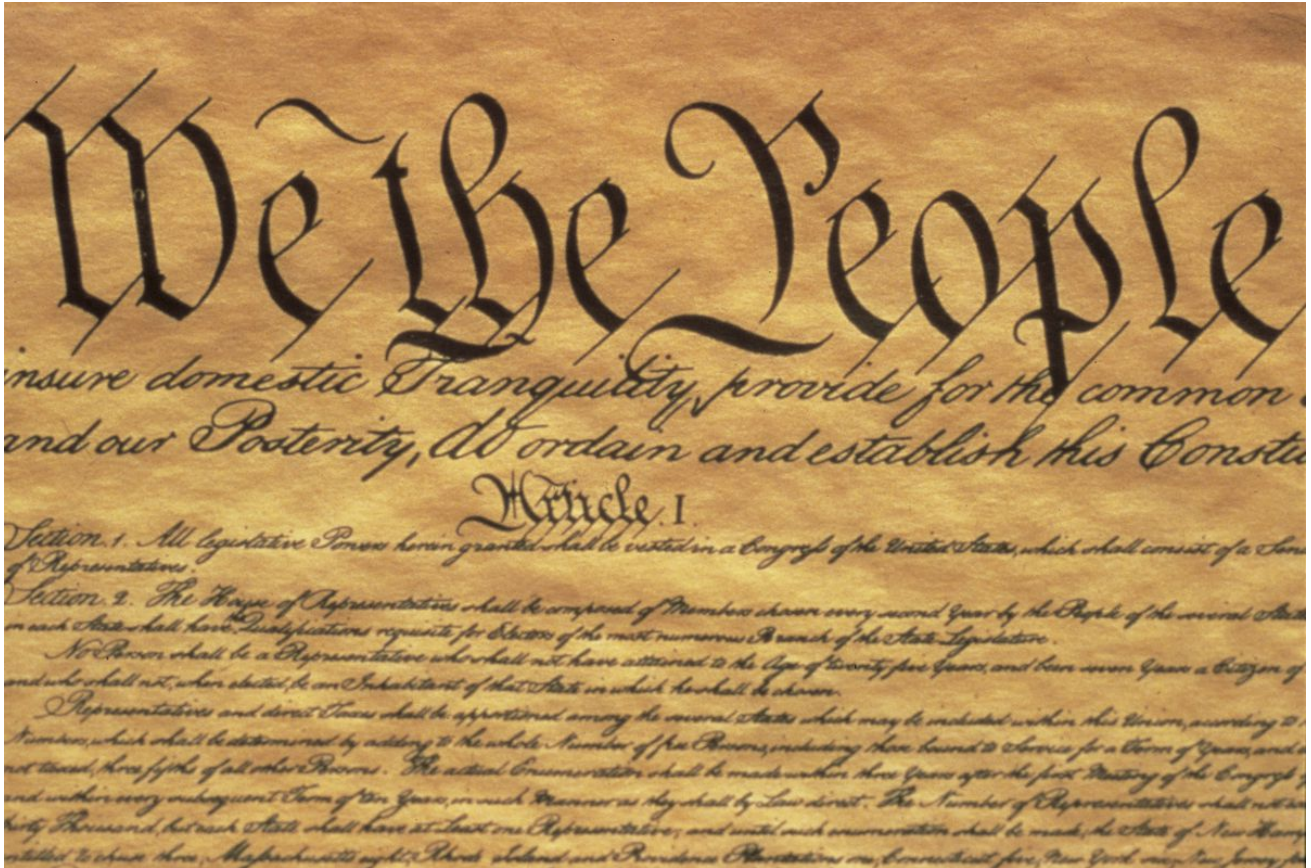 We the People
insure domestic Tranquility, provide for the common
and our Posterity, do ordain and establish this Constitu
Article. I.
Section. 1. All legislative Powers herein granted shall be vested in a Congress of the United States, which shall consist of a Sen
of Representatives.
Section. 2. The House of Representatives shall be composed of Members chosen every second Year by the People of the several States
in each State shall have the Qualifications requisite for Electors of the most numerous Branch of the State Legislature.
No Person shall be a Representative who shall not have attained to the Age of twenty five Years, and been seven Years a Citizen of
and who shall not, when elected, be an Inhabitant of that State in which he shall be chosen.
Representatives and direct Taxes shall be apportioned among the several States which may be included within this Union, according to
Numbers, which shall be determined by adding to the whole Number of free Persons, including those bound to Service for a Term of Years, and
not taxed, three fifths of all other Persons. The actual Enumeration shall be made within three Years after the first Meeting of the Congress
and within every subsequent Term of ten Years, in such Manner as they shall by Law direct. The Number of Representatives shall not
thirty Thousand, but each State shall have at Least one Representative; and until such enumeration shall be made, the State of New Ham
entitled to chuse three, Massachusetts eight, Rhode Island and Providence Plantations one, Connecticut five, New York